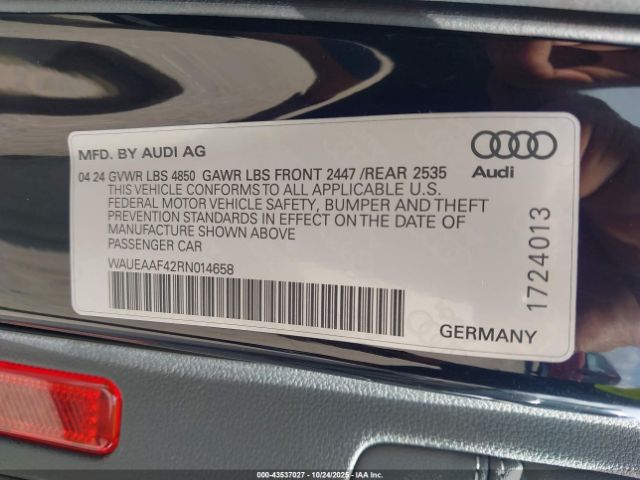 MFD. BY AUDI AG
Audi
04 24 GVWR LBS 4850 GAWR LBS FRONT 2447 /REAR 2535
THIS VEHICLE CONFORMS TO ALL APPLICABLE U.S.
FEDERAL MOTOR VEHICLE SAFETY, BUMPER AND THEFT
PREVENTION STANDARDS IN EFFECT ON THE DATE OF
MANUFACTURE SHOWN ABOVE
PASSENGER CAR
WAUEAAF42RN014658
1724013
GERMANY
000-43537027 - 10/24/2025 - IAA Inc.